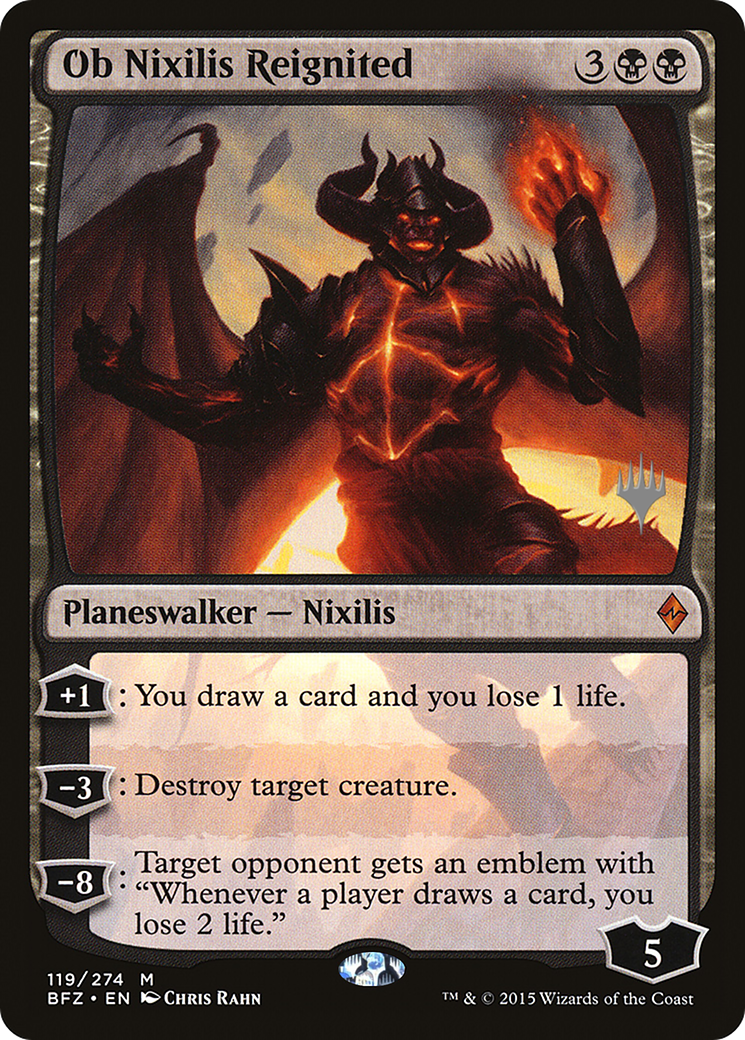 Ob Nixilis Reignited 3
Planeswalker — Nixilis
+1 : You draw a card and you lose 1 life.
−3 : Destroy target creature.
−8 : Target opponent gets an emblem with
“Whenever a player draws a card, you
lose 2 life.”
5
119/274 M
BFZ • EN Chris Rahn
™ & © 2015 Wizards of the Coast